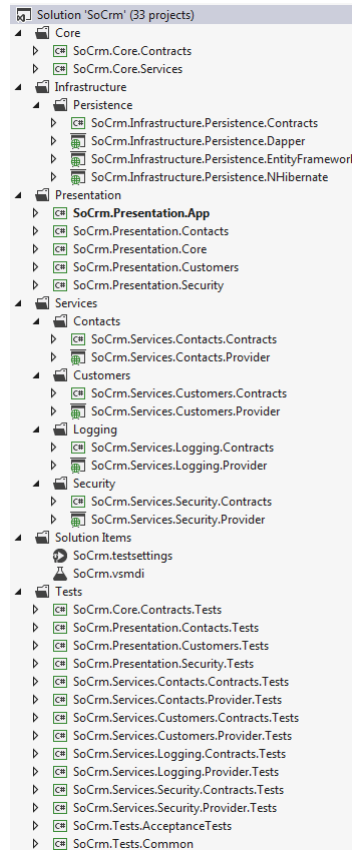 Solution 'SoCrm' (33 projects)
Core
C# SoCrm.Core.Contracts
C# SoCrm.Core.Services
Infrastructure
Persistence
C# SoCrm.Infrastructure.Persistence.Contracts
SoCrm.Infrastructure.Persistence.Dapper
SoCrm.Infrastructure.Persistence.EntityFramework
SoCrm.Infrastructure.Persistence.NHibernate
Presentation
C# SoCrm.Presentation.App
C# SoCrm.Presentation.Contacts
C# SoCrm.Presentation.Core
C# SoCrm.Presentation.Customers
C# SoCrm.Presentation.Security
Services
Contacts
C# SoCrm.Services.Contacts.Contracts
SoCrm.Services.Contacts.Provider
Customers
C# SoCrm.Services.Customers.Contracts
SoCrm.Services.Customers.Provider
Logging
C# SoCrm.Services.Logging.Contracts
SoCrm.Services.Logging.Provider
Security
C# SoCrm.Services.Security.Contracts
SoCrm.Services.Security.Provider
Solution Items
SoCrm.testsettings
SoCrm.vsmdi
Tests
C# SoCrm.Core.Contracts.Tests
C# SoCrm.Presentation.Contacts.Tests
C# SoCrm.Presentation.Customers.Tests
C# SoCrm.Presentation.Security.Tests
C# SoCrm.Services.Contacts.Contracts.Tests
C# SoCrm.Services.Contacts.Provider.Tests
C# SoCrm.Services.Customers.Contracts.Tests
C# SoCrm.Services.Customers.Provider.Tests
C# SoCrm.Services.Logging.Contracts.Tests
C# SoCrm.Services.Logging.Provider.Tests
C# SoCrm.Services.Security.Contracts.Tests
C# SoCrm.Services.Security.Provider.Tests
C# SoCrm.Tests.AcceptanceTests
C# SoCrm.Tests.Common